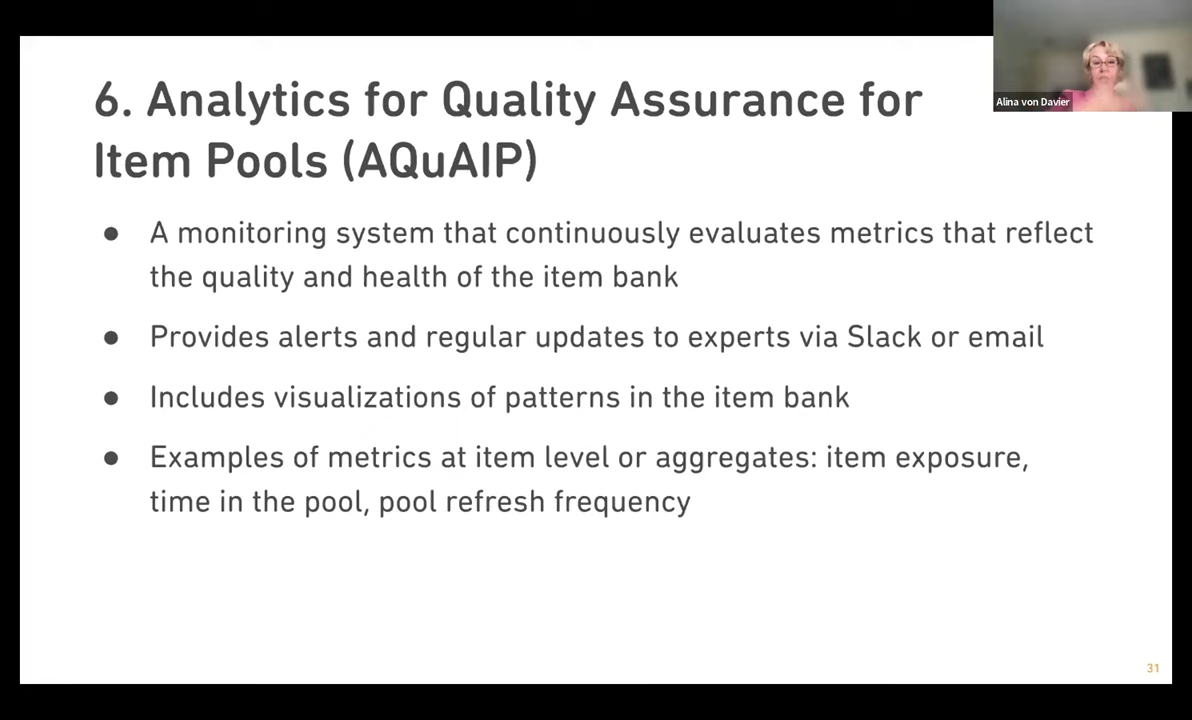 6. Analytics for Quality Assurance for
Item Pools (AQuAIP)
Alina von Davier
● A monitoring system that continuously evaluates metrics that reflect
the quality and health of the item bank
● Provides alerts and regular updates to experts via Slack or email
● Includes visualizations of patterns in the item bank
● Examples of metrics at item level or aggregates: item exposure,
time in the pool, pool refresh frequency
31